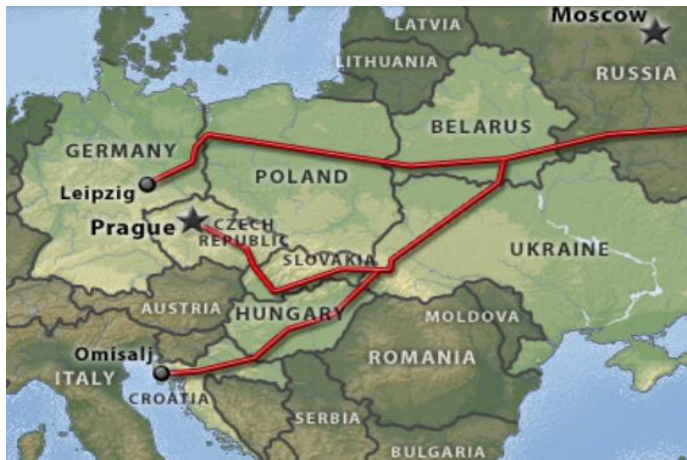 LATVIA
Moscow
LITHUANIA
RUSSIA
BELARUS
GERMANY
POLAND
Leipzig
Prague
CZECH
REPUBLIC
UKRAINE
SLOVAKIA
AUSTRIA
HUNGARY
MOLDOVA
Omisalj
ROMANIA
ITALY
CROATIA
SERBIA
BULGARIA